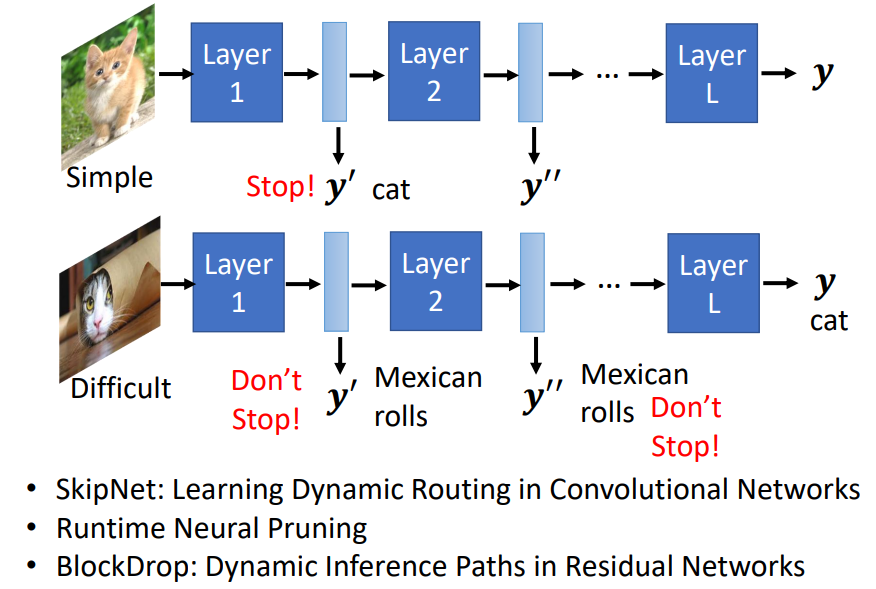 Layer 1
Layer 2
...
Layer L
y
Simple
Stop! y′ cat
y′′
Layer 1
Layer 2
...
Layer L
y
cat
Difficult
Don’t
Stop!
y′
Mexican
rolls
y′′
Mexican
rolls
Don’t
Stop!
• SkipNet: Learning Dynamic Routing in Convolutional Networks
• Runtime Neural Pruning
• BlockDrop: Dynamic Inference Paths in Residual Networks